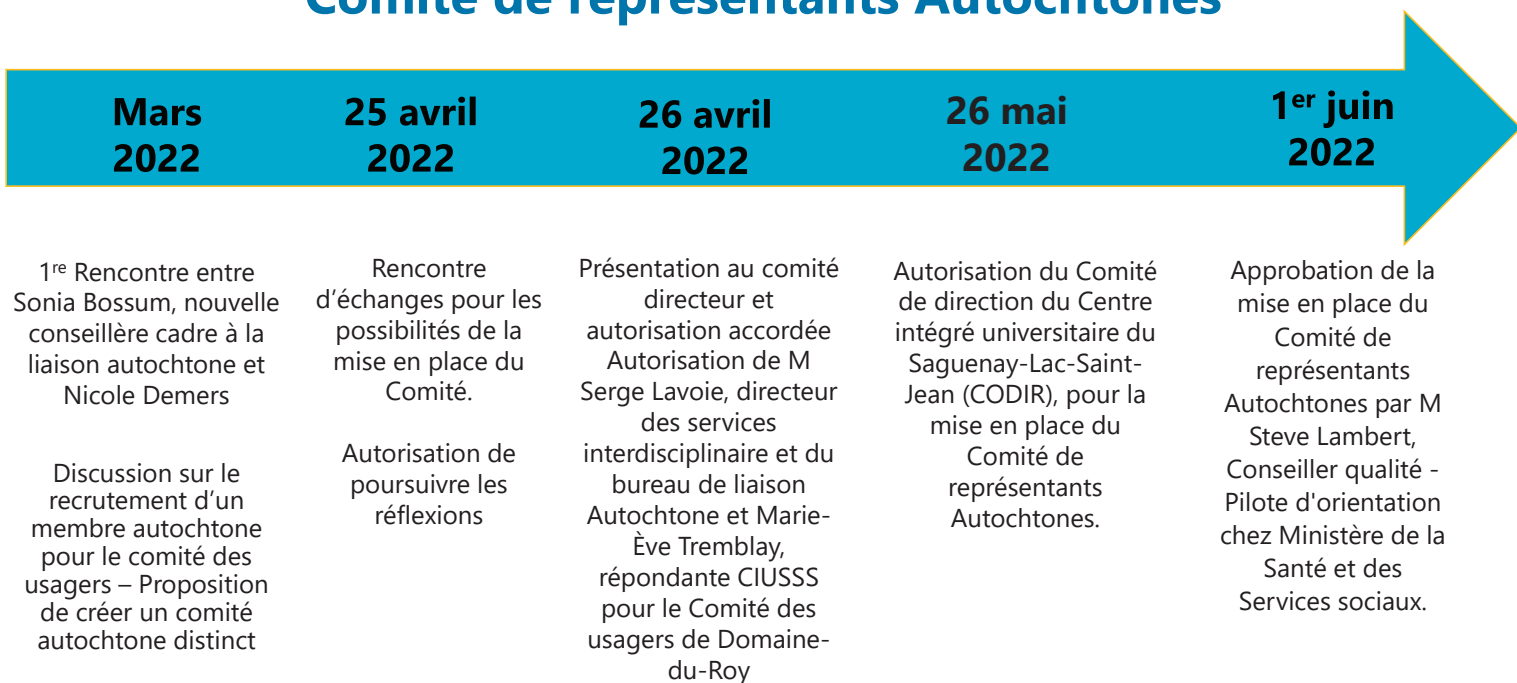 Comité de représentants Autochtones
Mars
2022
25 avril
2022
26 avril
2022
26 mai
2022
1er juin
2022
1re Rencontre entre
Sonia Bossum, nouvelle
conseillère cadre à la
liaison autochtone et
Nicole Demers
Discussion sur le
recrutement d’un
membre autochtone
pour le comité des
usagers – Proposition
de créer un comité
autochtone distinct
Rencontre
d’échanges pour les
possibilités de la
mise en place du
Comité.
Autorisation de
poursuivre les
réflexions
Présentation au comité
directeur et
autorisation accordée
Autorisation de M
Serge Lavoie, directeur
des services
interdisciplinaire et du
bureau de liaison
Autochtone et Marie-
Ève Tremblay,
répondante CIUSSS
pour le Comité des
usagers de Domaine-
du-Roy
Autorisation du Comité
de direction du Centre
intégré universitaire du
Saguenay-Lac-Saint-
Jean (CODIR), pour la
mise en place du
Comité de
représentants
Autochtones.
Approbation de la
mise en place du
Comité de
représentants
Autochtones par M
Steve Lambert,
Conseiller qualité -
Pilote d'orientation
chez Ministère de la
Santé et des
Services sociaux.